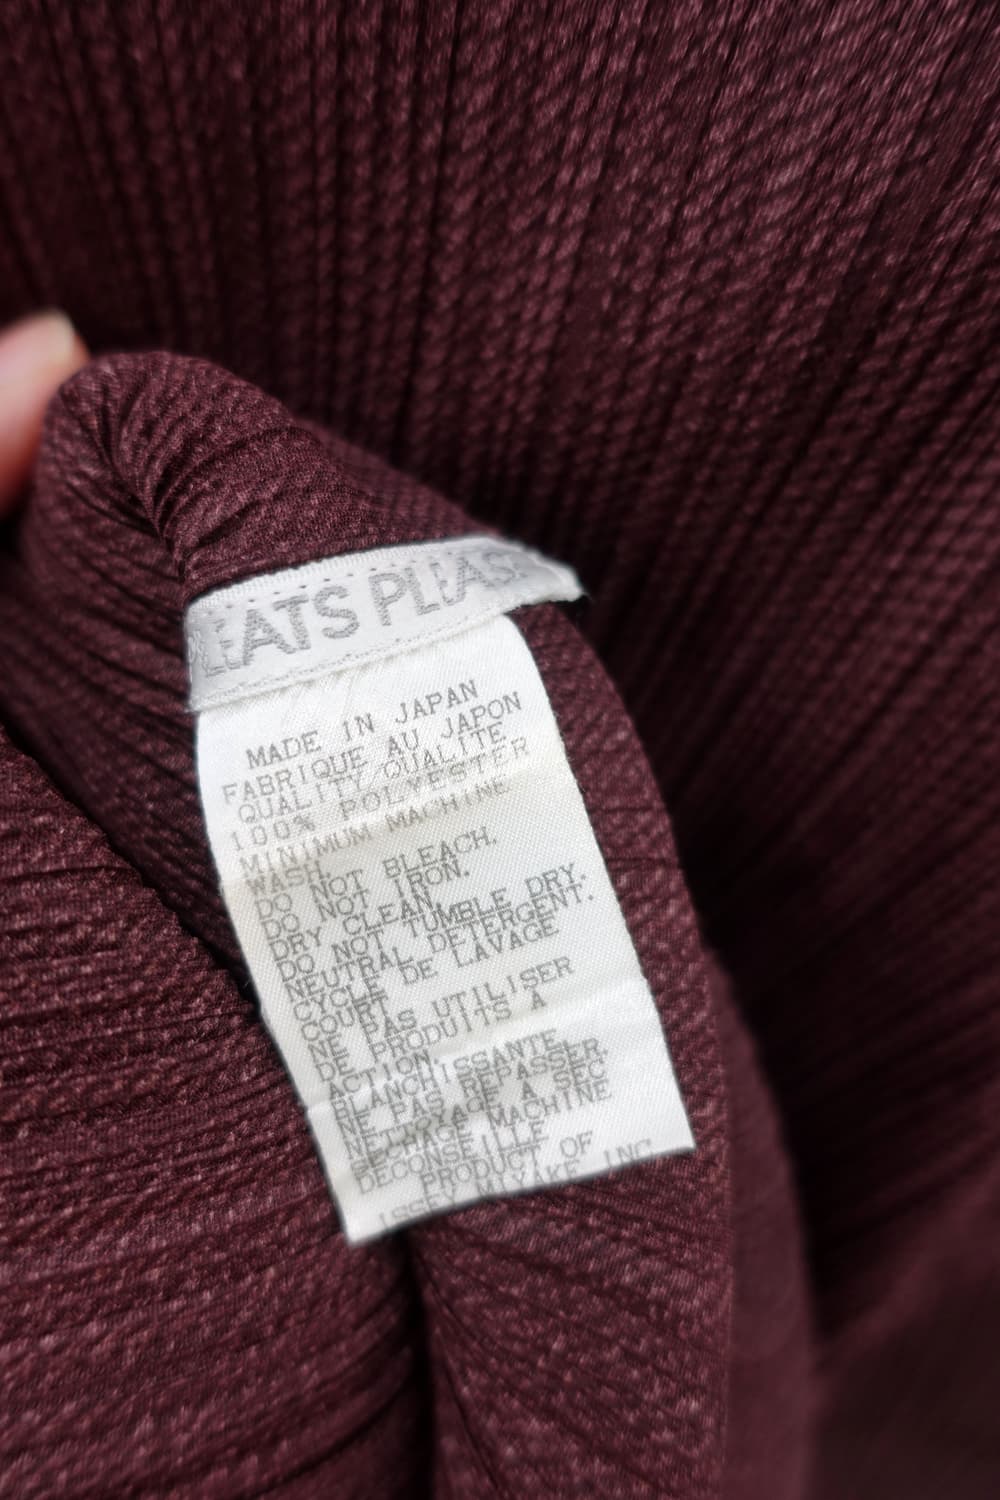 PLEATS PLEASE
MADE IN JAPAN
FABRIQUE AU JAPON
QUALITY/QUALITE
100% POLYESTER
MINIMUM MACHINE
WASH.
DO NOT BLEACH.
DO NOT IRON.
DRY CLEAN.
DO NOT TUMBLE DRY.
NEUTRAL DETERGENT.
CYCLE DE LAVAGE
COURT
NE PAS UTILISER
DE PRODUITS A
ACTION
BLANCHISSANTE.
NE PAS REPASSER.
NETTOYAGE A SEC
SECHAGE MACHINE
DECONSEILLE
PRODUCT OF
ISSEY MIYAKE INC.